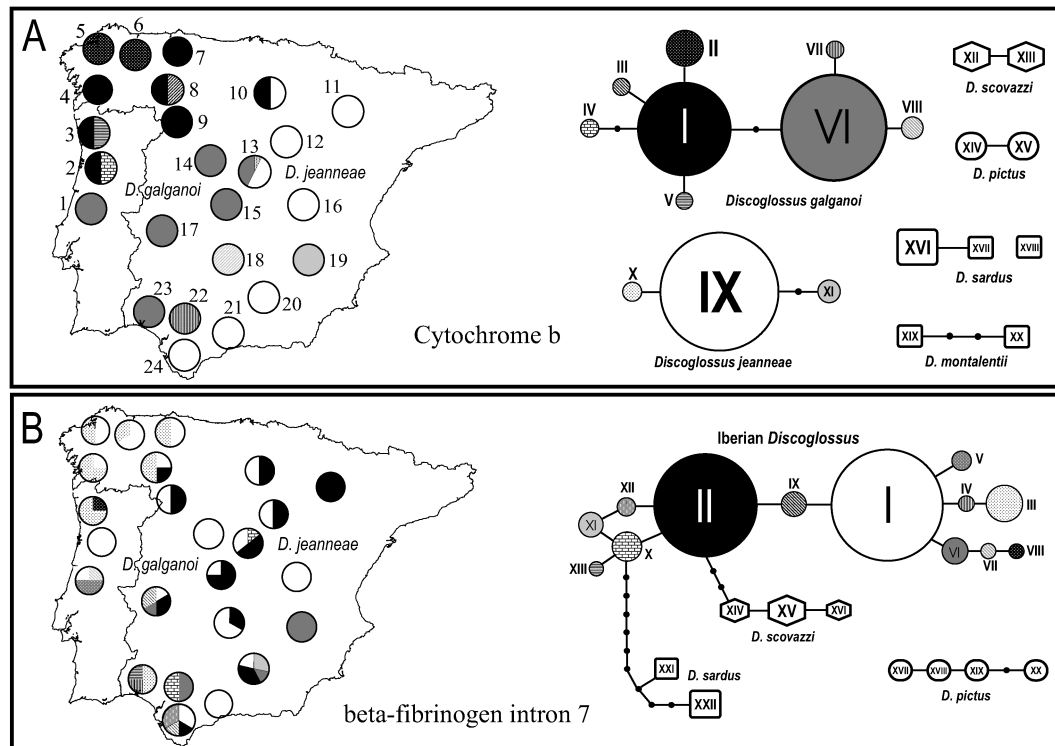 A
5
6
7
4
8
10
11
3
9
12
2
14
13
D. galganoi
D. jeanneae
1
15
16
17
18
19
23
22
21
20
24
Cytochrome b
II
III
IV
I
V
VII
VI
VIII
Discoglossus galganoi
X
IX
XI
Discoglossus jeanneae
XII
XIII
D. scovazzi
XIV
XV
D. pictus
XVI
XVII
XVIII
D. sardus
XIX
XX
D. montalentii
B
D. galganoi
D. jeanneae
beta-fibrinogen intron 7
Iberian Discoglossus
XII
XI
X
XIII
II
IX
I
V
IV
III
VI
VII
VIII
XIV
XV
XVI
D. scovazzi
XXI
D. sardus
XXII
XVII
XVIII
XIX
XX
D. pictus